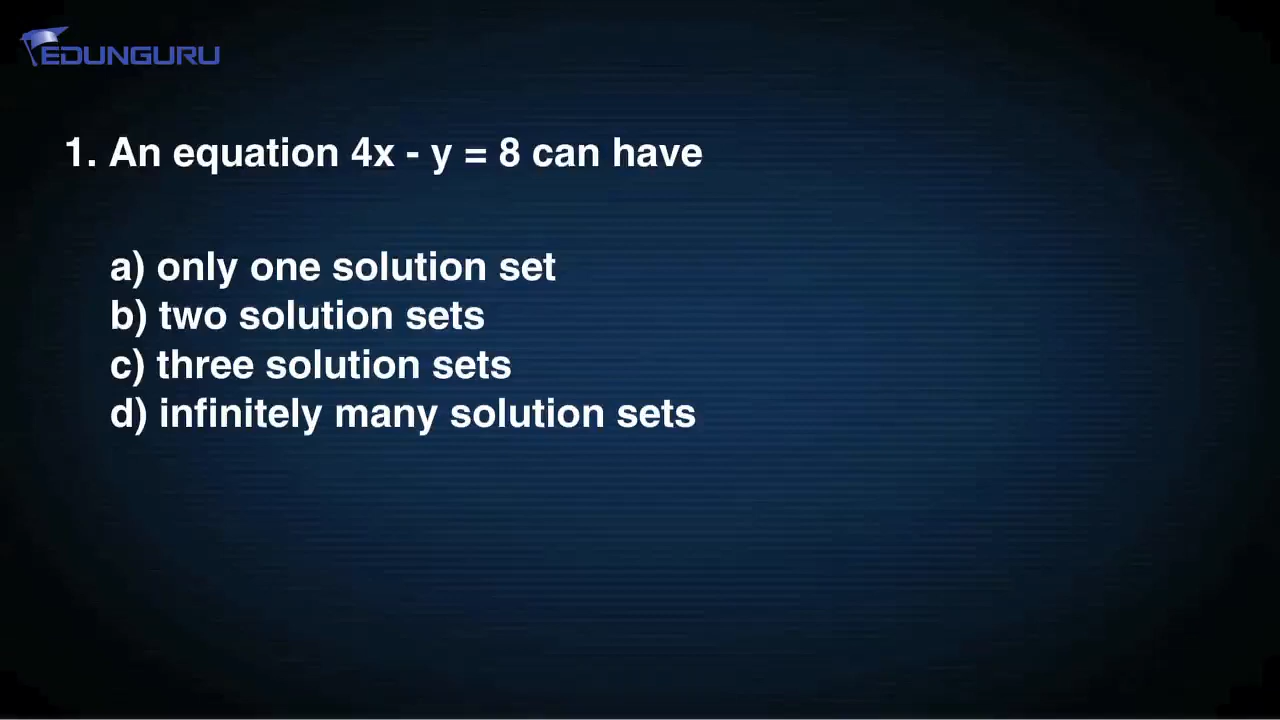 EDUNGURU
1. An equation 4x - y = 8 can have
a) only one solution set
b) two solution sets
c) three solution sets
d) infinitely many solution sets